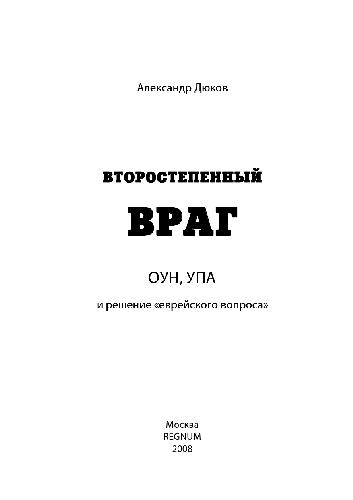 Александр Дюков
ВТОРОСТЕПЕННЫЙ
ВРАГ
ОУН, УПА
и решение «еврейского вопроса»
Москва
REGNUM
2008